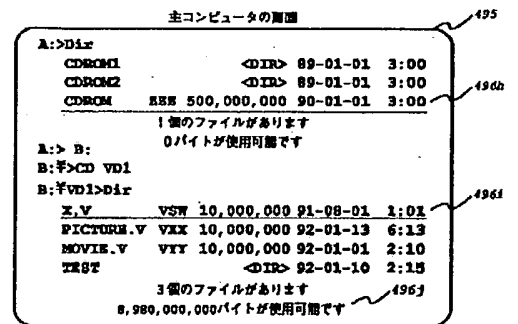 主コンピュータの画面
495
A:>Dir
CDROM1 <DIR> 89-01-01 3:00
CDROM2 <DIR> 89-01-01 3:00
CDROM EEE 500,000,000 90-01-01 3:00
496h
1個のファイルがあります
0バイトが使用可能です
A:> B:
B:¥>CD VD1
B:¥VD1>Dir
X.V VSW 10,000,000 91-08-01 1:01
496i
PICTURE.V VXX 10,000,000 92-01-13 6:13
MOVIE.V VYY 10,000,000 92-01-01 2:10
TEST <DIR> 92-01-10 2:15
3個のファイルがあります
8,980,000,000バイトが使用可能です
496j